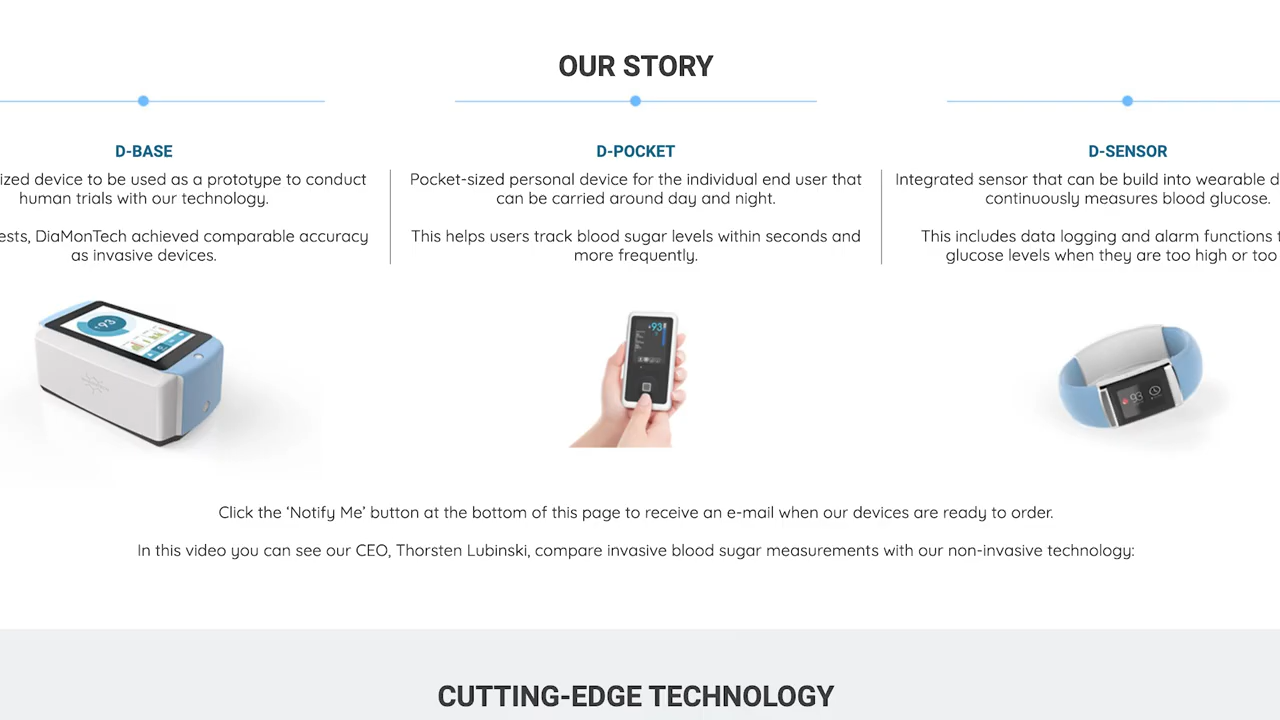 OUR STORY
D-BASE
ized device to be used as a prototype to conduct
human trials with our technology.
ests, DiaMonTech achieved comparable accuracy
as invasive devices.
D-POCKET
Pocket-sized personal device for the individual end user that
can be carried around day and night.
This helps users track blood sugar levels within seconds and
more frequently.
D-SENSOR
Integrated sensor that can be build into wearable d
continuously measures blood glucose.
This includes data logging and alarm functions
glucose levels when they are too high or too
93
93
93
Click the ‘Notify Me’ button at the bottom of this page to receive an e-mail when our devices are ready to order.
In this video you can see our CEO, Thorsten Lubinski, compare invasive blood sugar measurements with our non-invasive technology:
CUTTING-EDGE TECHNOLOGY